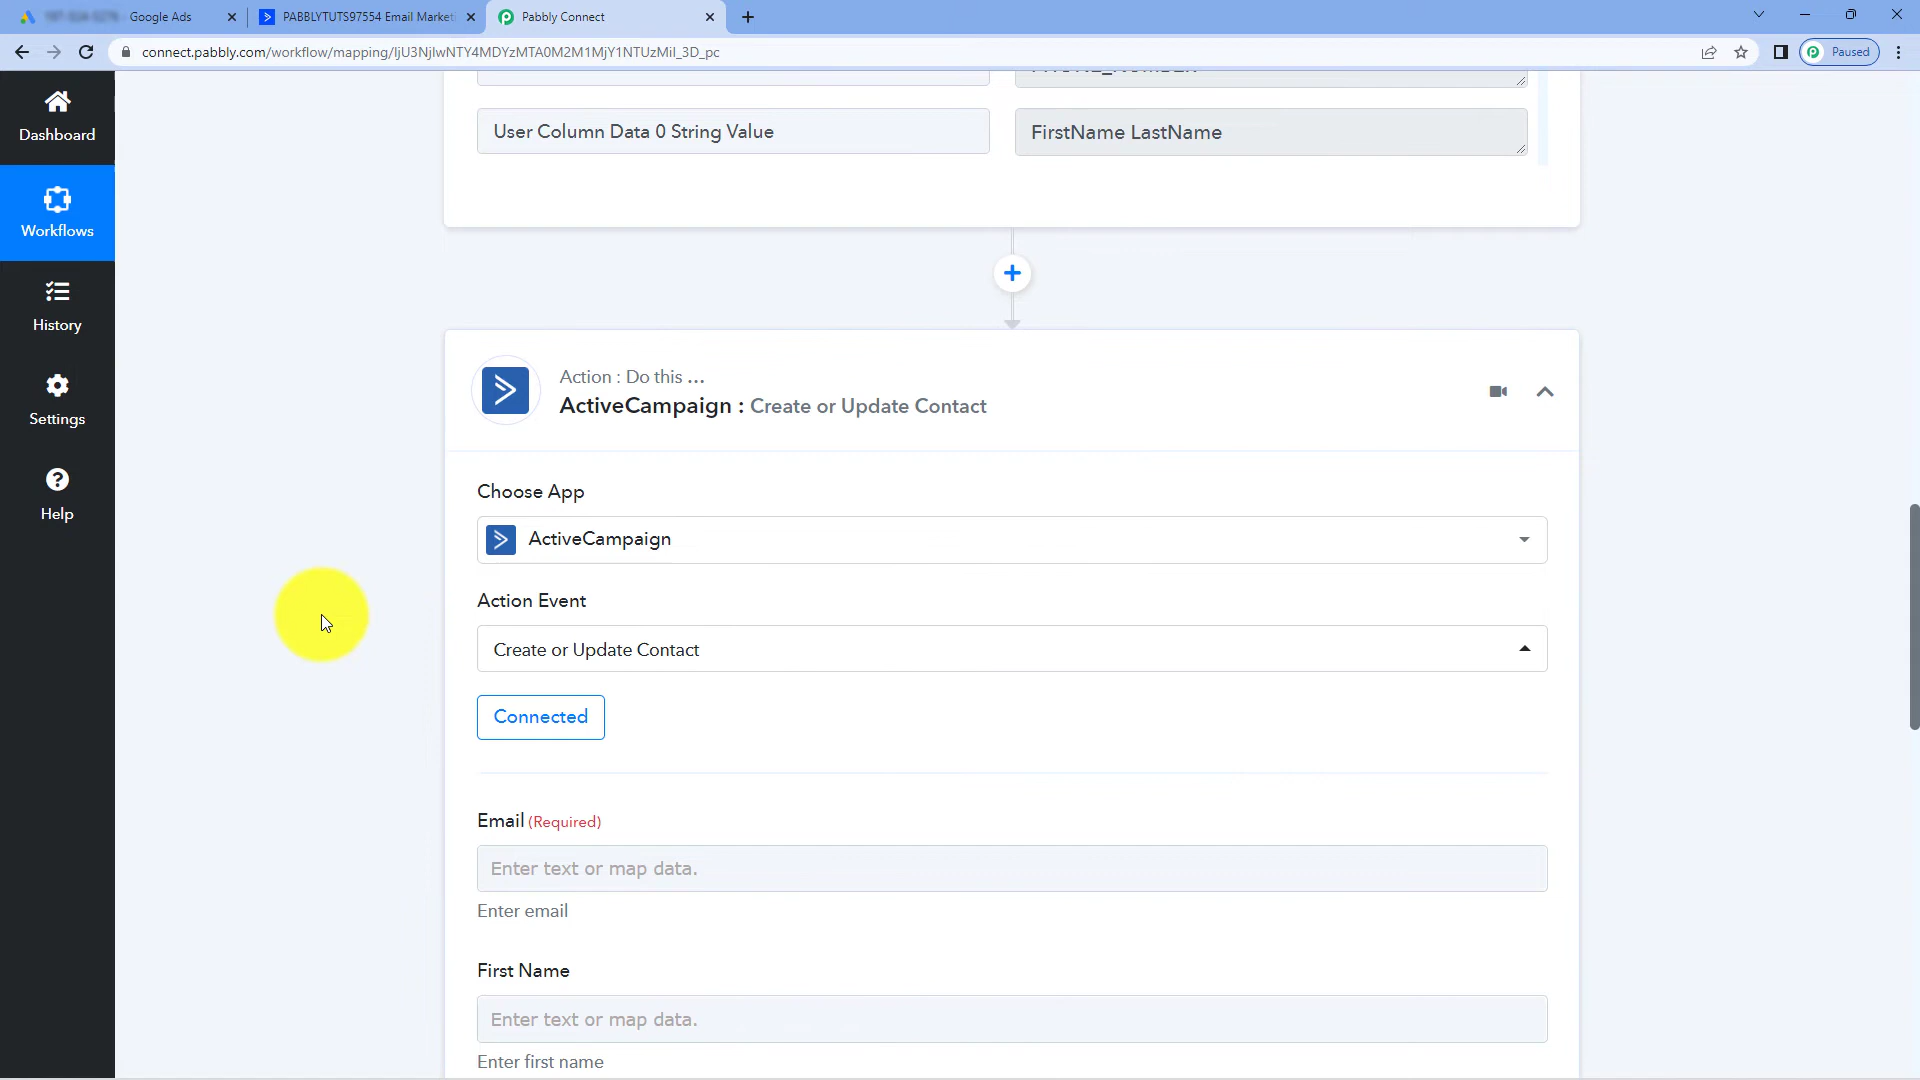 Google Ads
PABBLYTUTS97554 Email Marketi
Pabbly Connect
connect.pabbly.com/workflow/mapping/IjU3NjIwNTY4MDYzMTA0M2M1MjY1NTUzMiI_3D_pc
Paused
Dashboard
Workflows
History
Settings
Help
User Column Data 0 String Value
FirstName LastName
Action : Do this ...
ActiveCampaign : Create or Update Contact
Choose App
ActiveCampaign
Action Event
Create or Update Contact
Connected
Email (Required)
Enter text or map data.
Enter email
First Name
Enter text or map data.
Enter first name